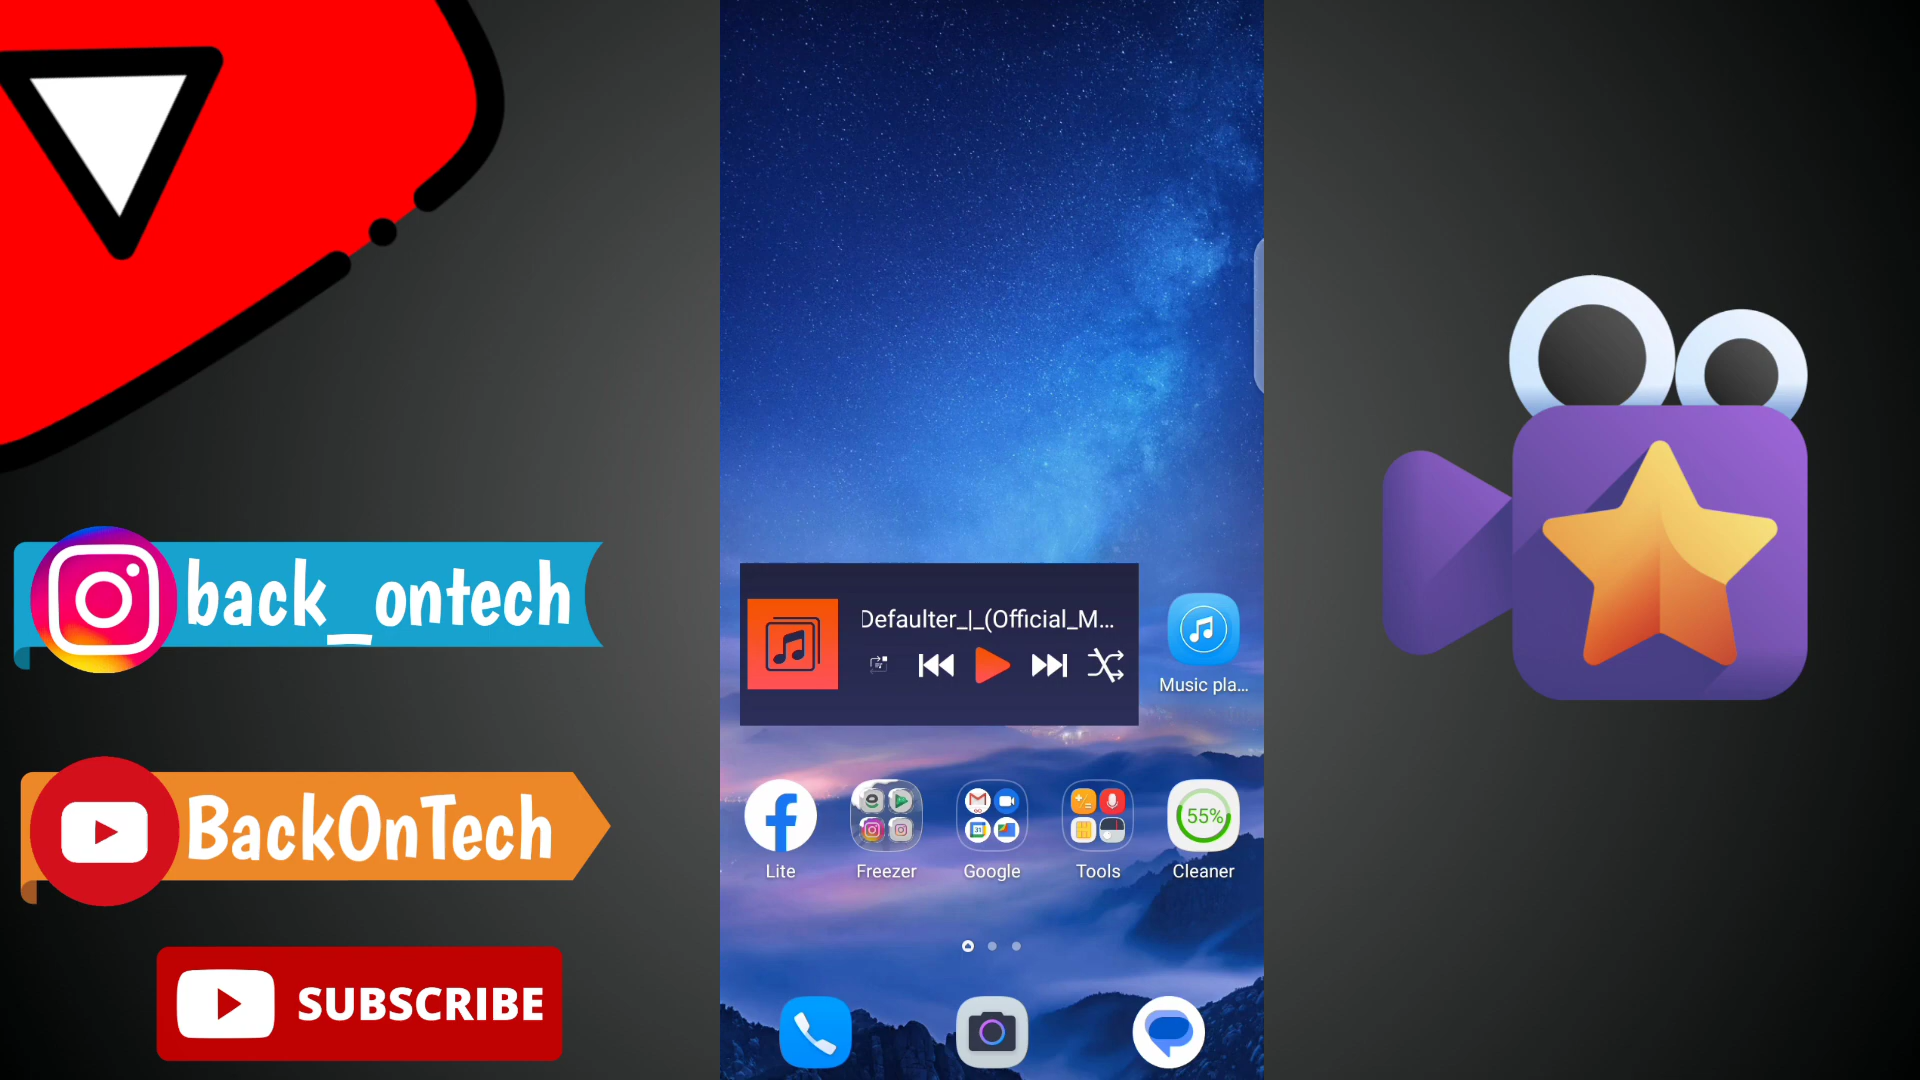 back_ontech
BackOnTech
SUBSCRIBE
Defaulter_|_(Official_M...
Music pla...
55%
Lite
Freezer
Google
Tools
Cleaner